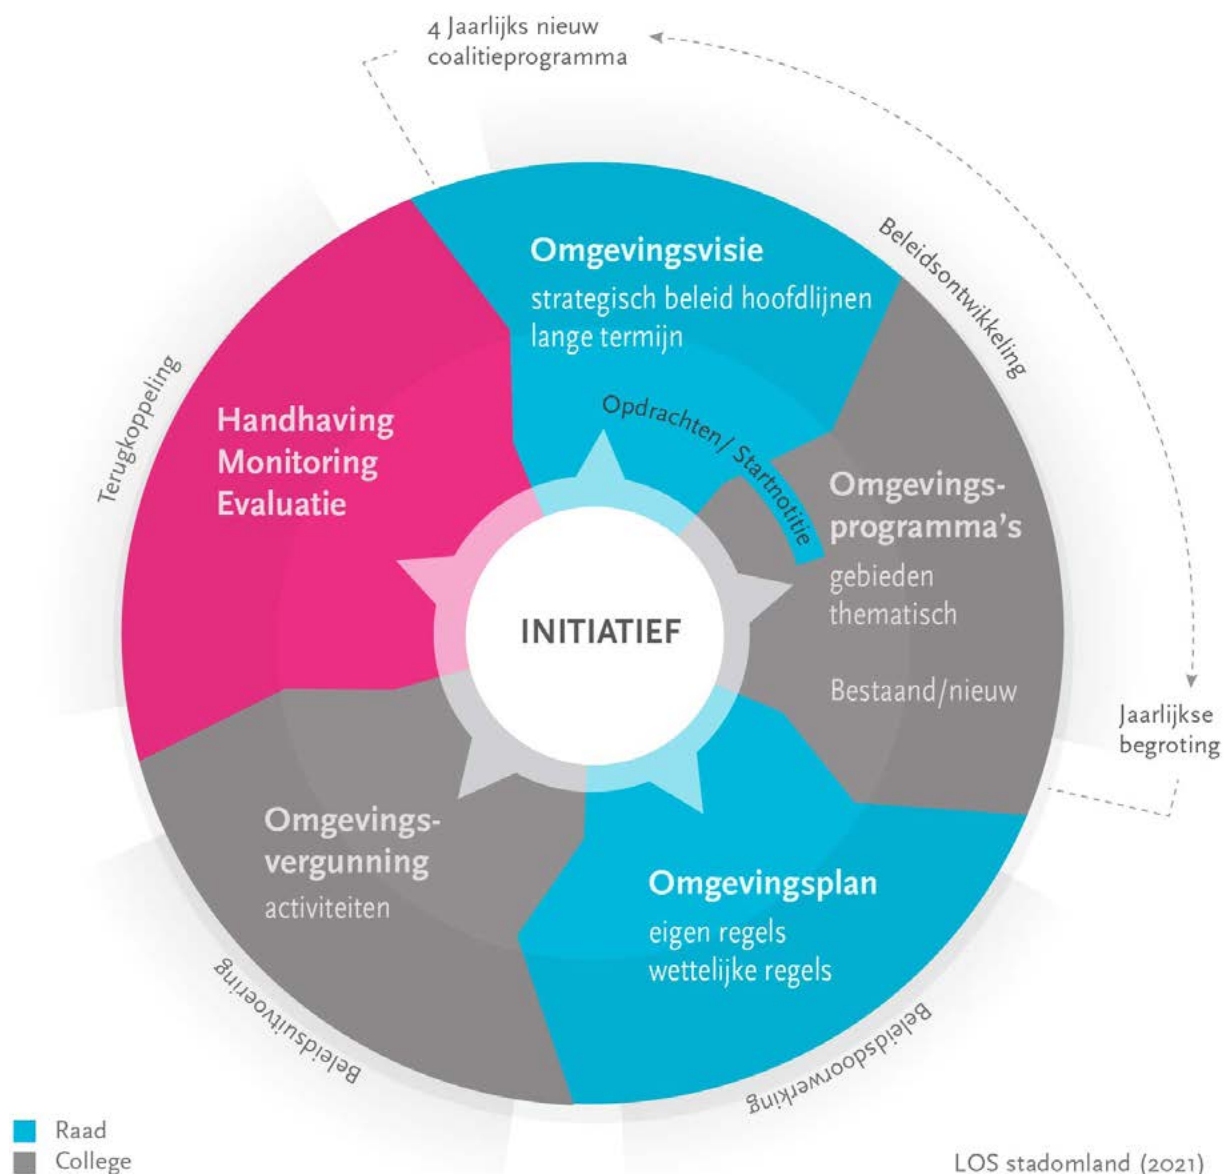 4 Jaarlijks nieuw
coalitieprogramma
Beleidsontwikkeling
Omgevingsvisie
strategisch beleid hoofdlijnen
lange termijn
Opdrachten/ Startnotitie
Terugkoppeling
Handhaving
Monitoring
Evaluatie
Omgevings-
programma's
gebieden
thematisch
Bestaand/nieuw
INITIATIEF
Jaarlijkse
begroting
Omgevings-
vergunning
activiteiten
Omgevingsplan
eigen regels
wettelijke regels
Beleidsuitvoering
Beleidsdoorwerking
Raad
College
LOS stadomland (2021)